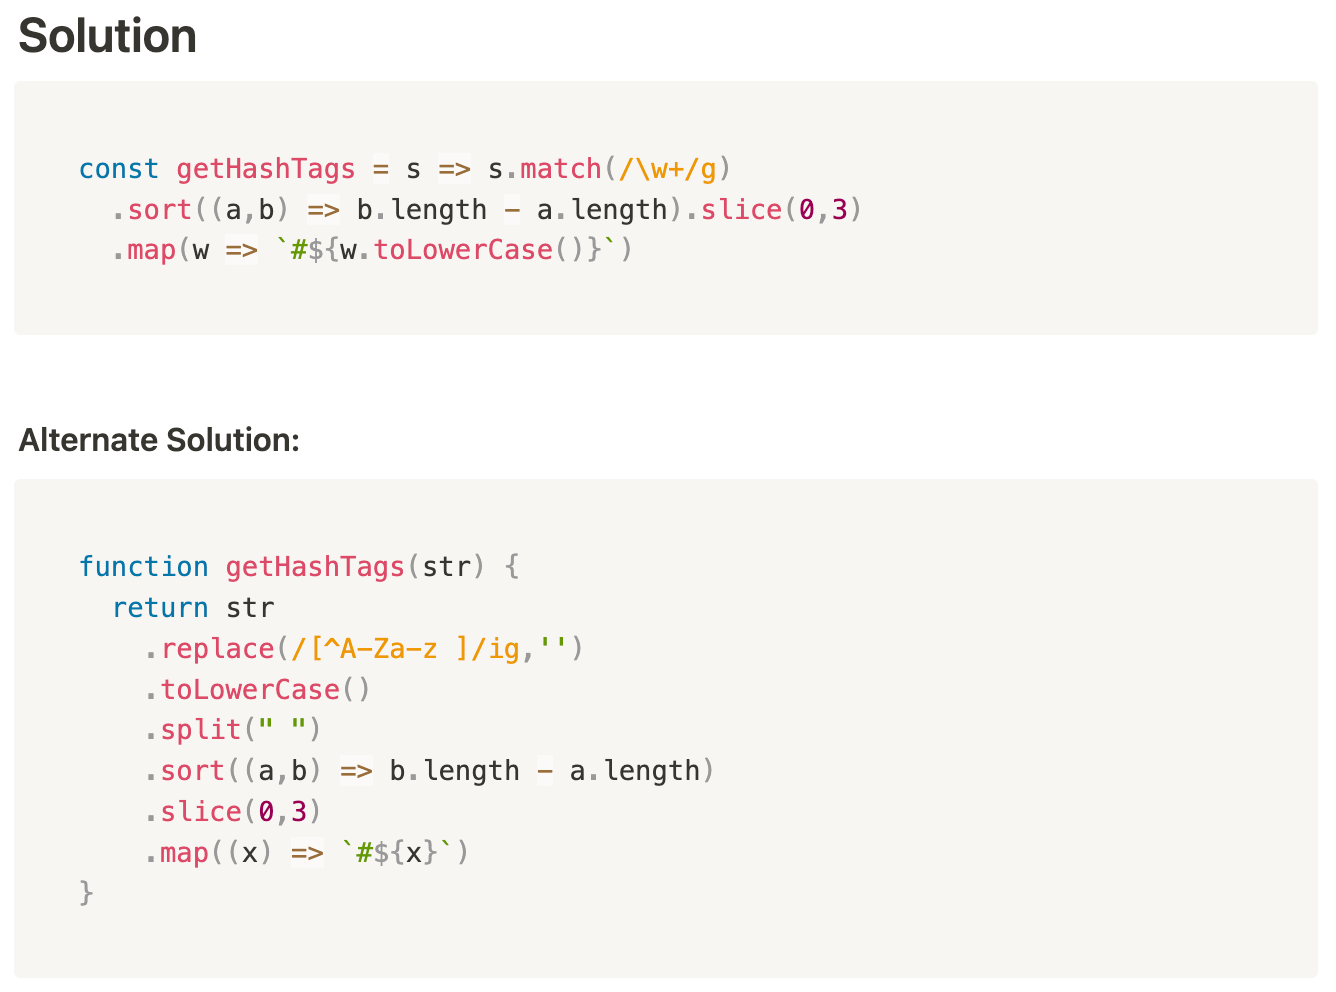 Solution
const getHashTags = s => s.match(/\w+/g)
  .sort((a,b) => b.length - a.length).slice(0,3)
  .map(w => `#${w.toLowerCase()}`)
Alternate Solution:
function getHashTags(str) {
  return str
    .replace(/[^A-Za-z ]/ig,'')
    .toLowerCase()
    .split(" ")
    .sort((a,b) => b.length - a.length)
    .slice(0,3)
    .map((x) => `#${x}`)
}